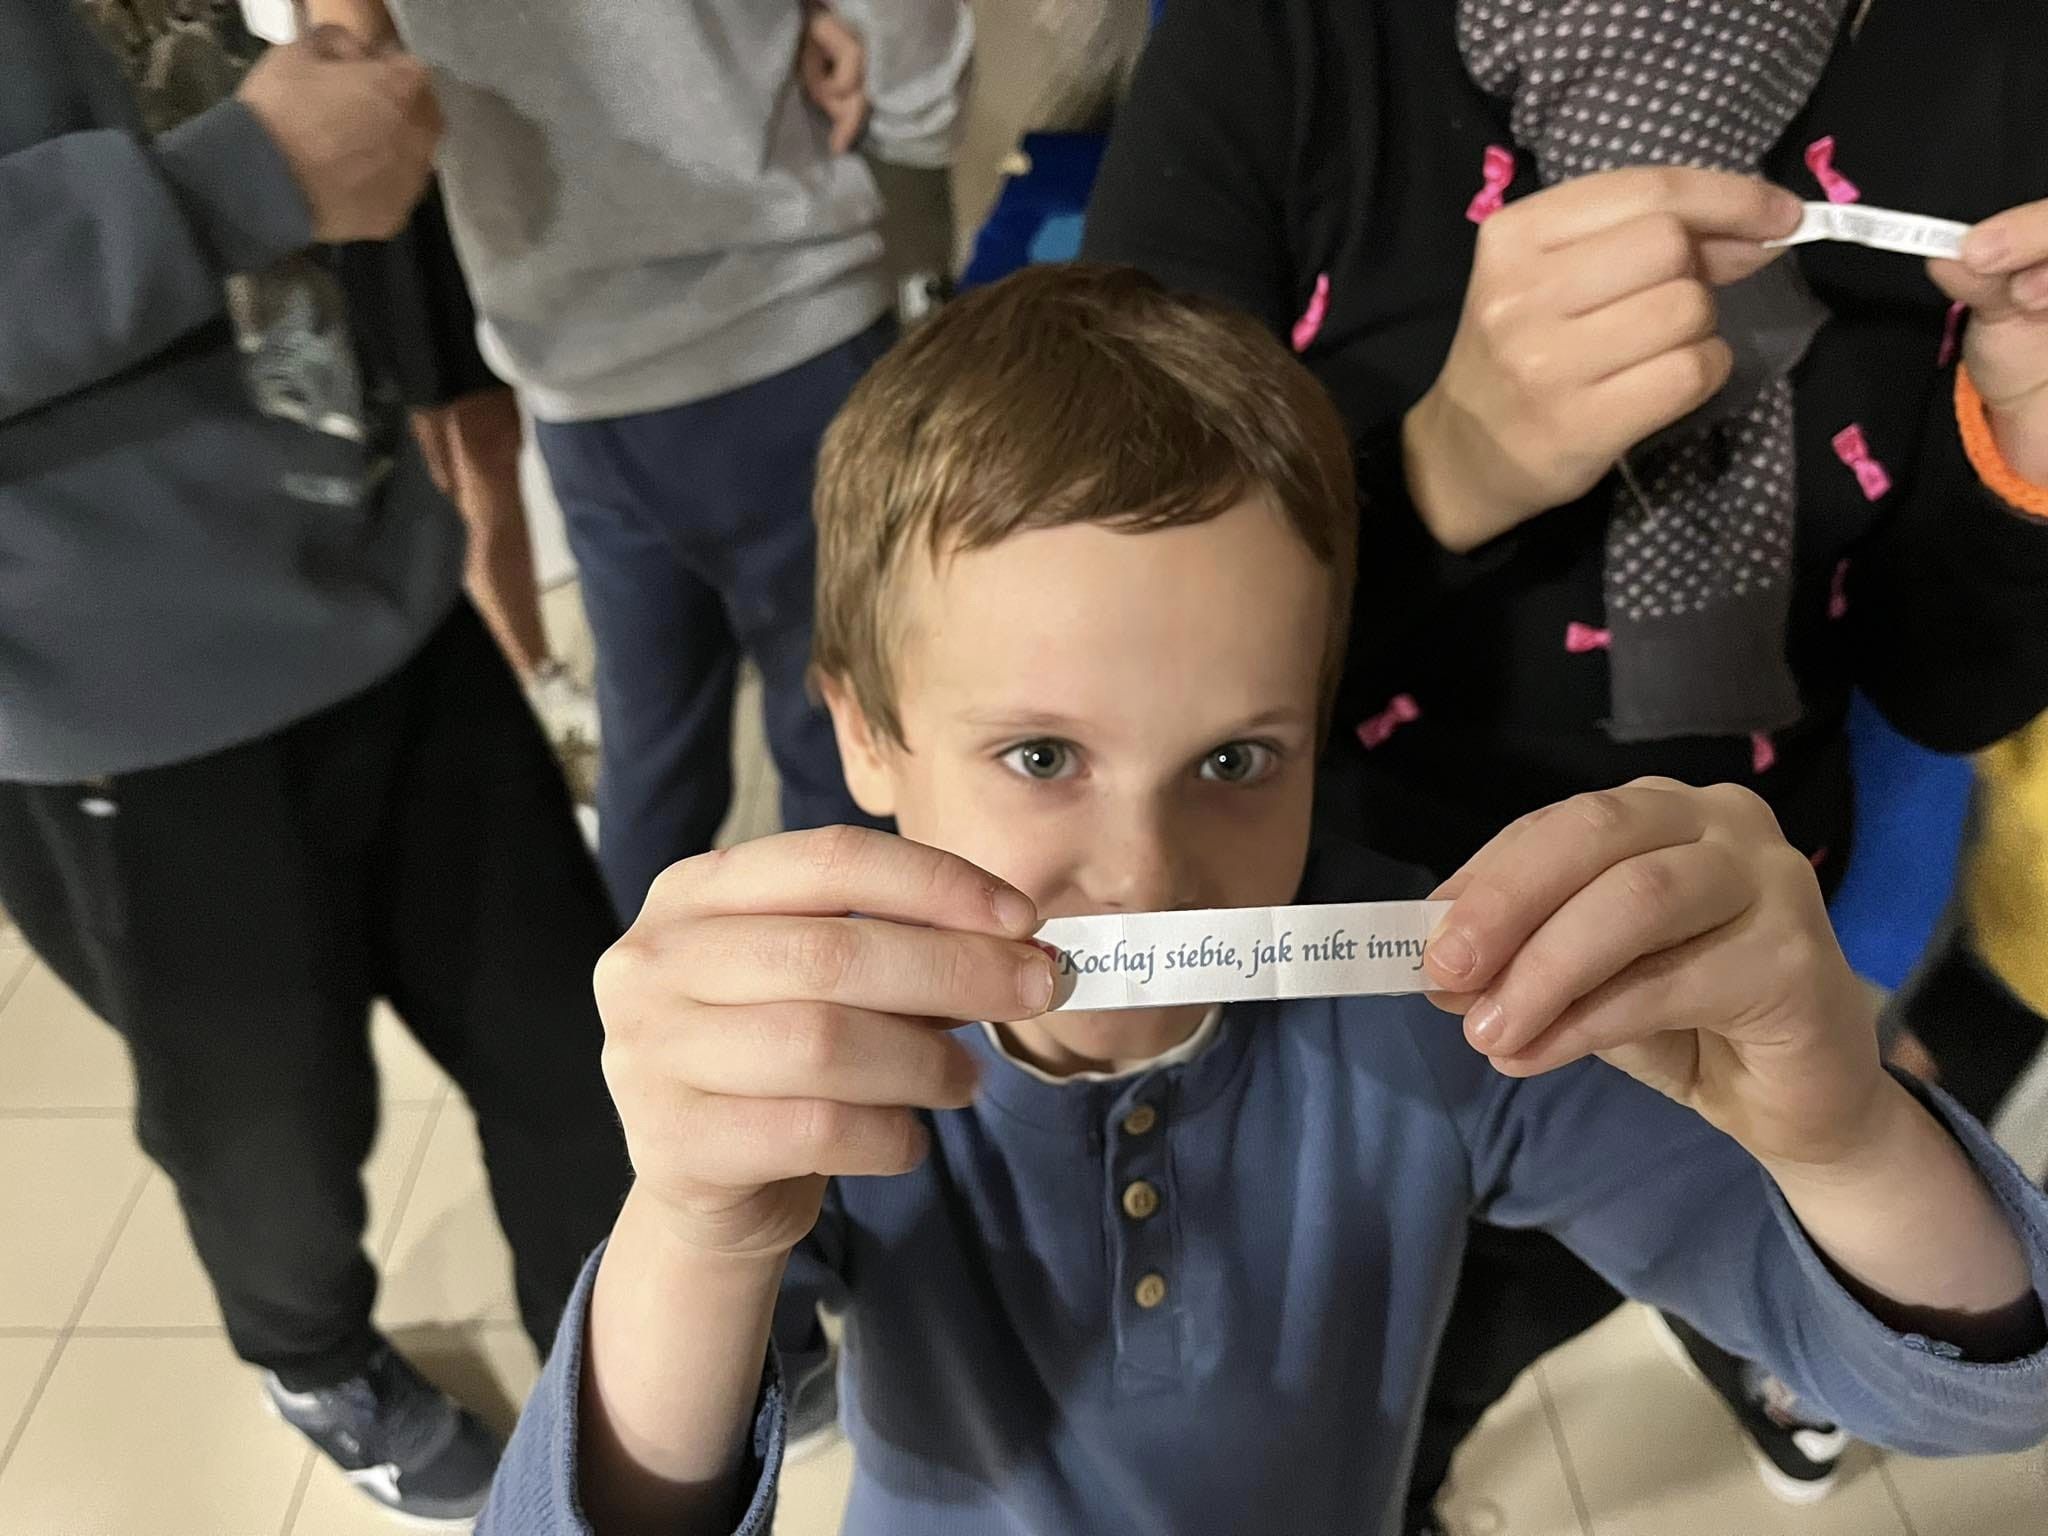 Kochaj siebie, jak nikt inny